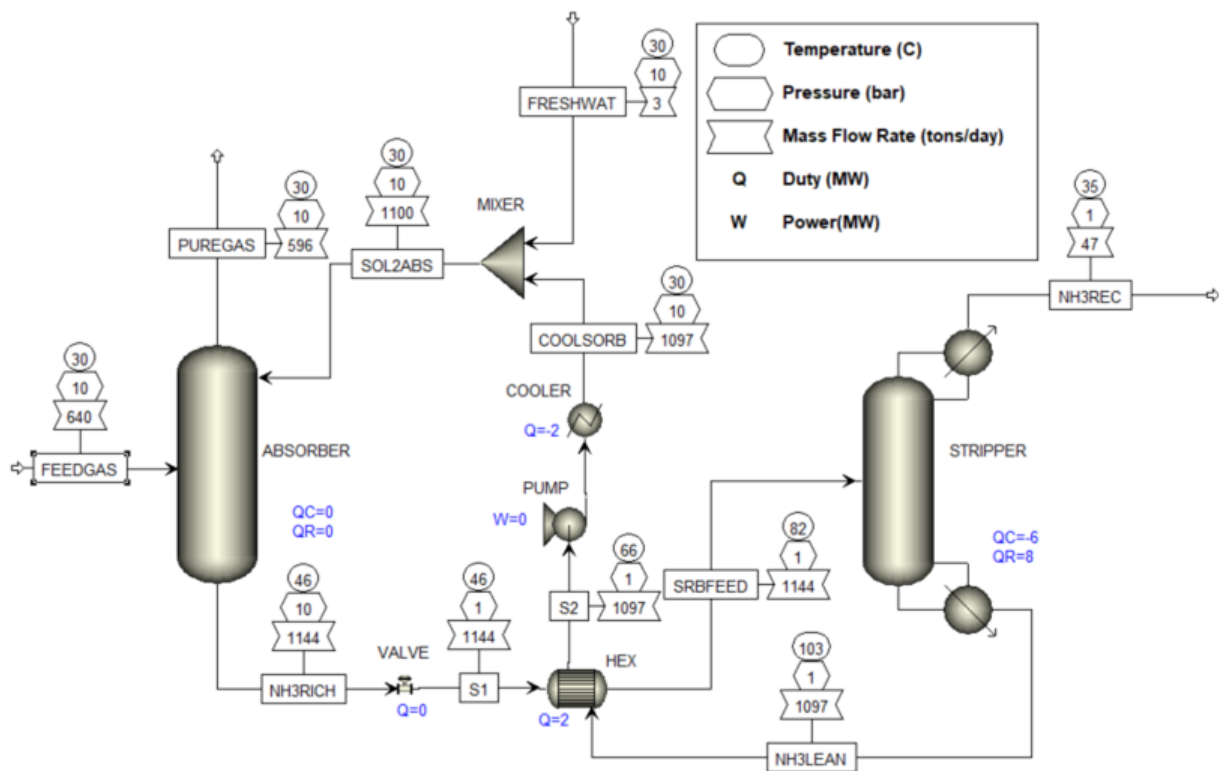 30
10
FRESHWAT
3
Temperature (C)
Pressure (bar)
Mass Flow Rate (tons/day)
Q Duty (MW)
W Power(MW)
30
10
PUREGAS
596
30
10
1100
SOL2ABS
MIXER
30
10
COOLSORB
1097
35
1
47
NH3REC
30
10
640
FEEDGAS
ABSORBER
QC=0
QR=0
COOLER
Q=-2
PUMP
W=0
STRIPPER
QC=-6
QR=8
66
1
S2
1097
82
1
SRBFEED
1144
46
10
1144
NH3RICH
VALVE
Q=0
46
1
1144
S1
HEX
Q=2
103
1
1097
NH3LEAN